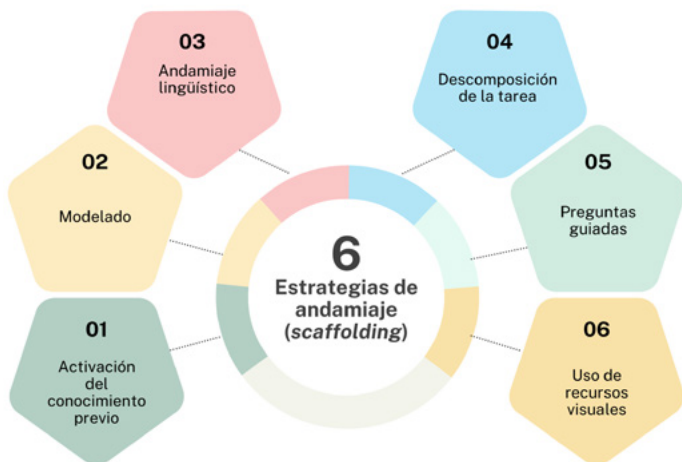 6
Estrategias de
andamiaje
(scaffolding)
01
Activación
del
conocimiento
previo
02
Modelado
03
Andamiaje
lingüístico
04
Descomposición
de la tarea
05
Preguntas
guiadas
06
Uso de
recursos
visuales